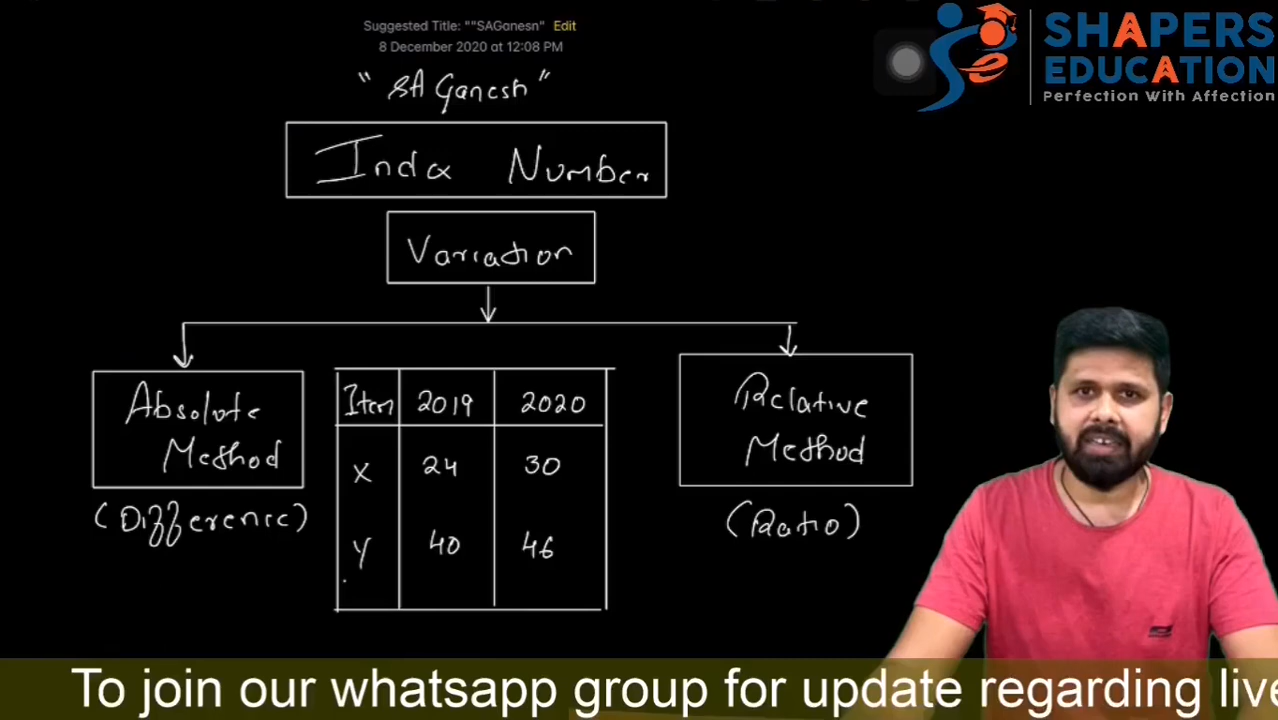 Suggested Title: ""SAGanesn" Edit
8 December 2020 at 12:08 PM
"SA Ganesh"
SHAPERS
EDUCATION
Perfection With Affection
Index Number
Variation
Absolute
Method
(Difference)
Item 2019 2020
X 24 30
Y 40 46
Relative
Method
(Ratio)
To join our whatsapp group for update regarding live